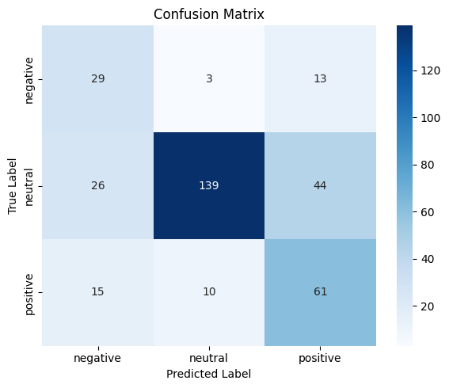 Confusion Matrix
True Label
negative
29 3 13
neutral
26 139 44
positive
15 10 61
negative neutral positive
Predicted Label
120
100
80
60
40
20